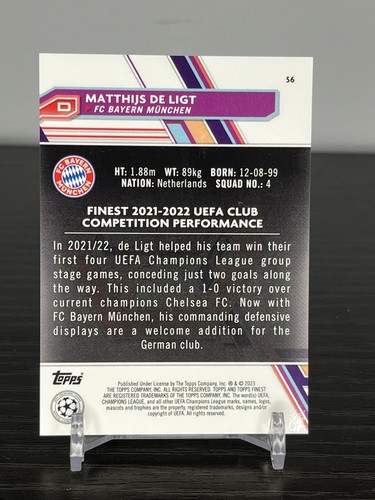 56
D
MATTHIJS DE LIGT
FC BAYERN MÜNCHEN
FC BAYERN
MÜNCHEN
HT: 1.88m WT: 89kg BORN: 12-08-99
NATION: Netherlands SQUAD NO.: 4
FINEST 2021-2022 UEFA CLUB
COMPETITION PERFORMANCE
In 2021/22, de Ligt helped his team win their
first four UEFA Champions League group
stage games, conceding just two goals along
the way. This included a 1-0 victory over
current champions Chelsea FC. Now with
FC Bayern München, his commanding defensive
displays are a welcome addition for the
German club.
Topps
Published Under License by The Topps Company, Inc. ® & © 2023
THE TOPPS COMPANY, INC. ALL RIGHTS RESERVED. TOPPS AND TOPPS FINEST
ARE REGISTERED TRADEMARKS OF THE TOPPS COMPANY, INC. The word(s) UEFA,
CHAMPIONS LEAGUE, and all other UEFA Champions League marks, names, logos,
mascots and trophies are the property, registered trademarks, designs and/or
copyright of UEFA. All rights reserved.